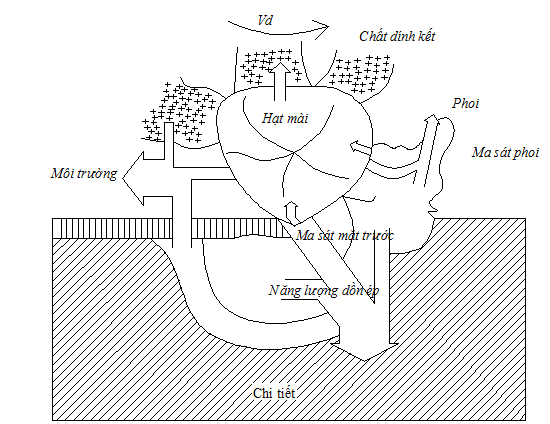 Vđ
Chất dính kết
Hạt mài
Phoi
Ma sát phoi
Môi trường
Ma sát mặt trước
Năng lượng dồn ép
Chi tiết